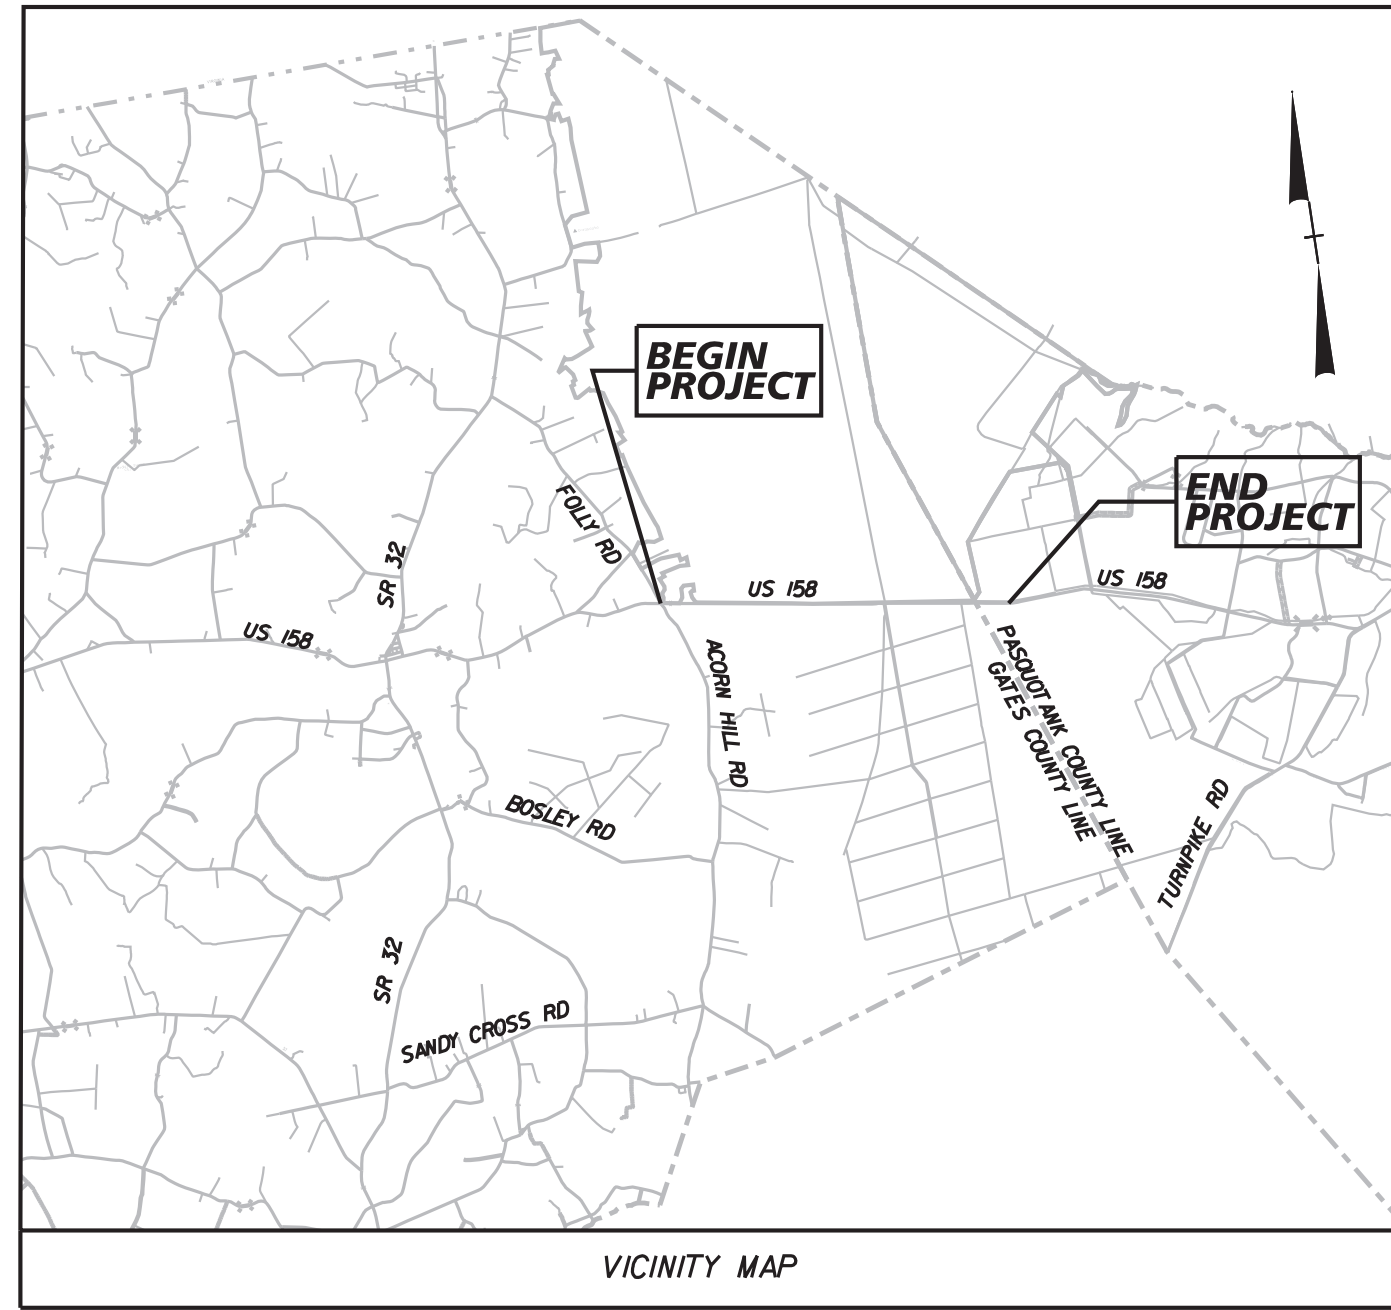 BEGIN
PROJECT
END
PROJECT
FOLLY RD
SR 32
US 158
US 158
US 158
PASQUOTANK COUNTY LINE
GATES COUNTY LINE
ACORN HILL RD
BOSLEY RD
TURNPIKE RD
SR 32
SANDY CROSS RD
VICINITY MAP